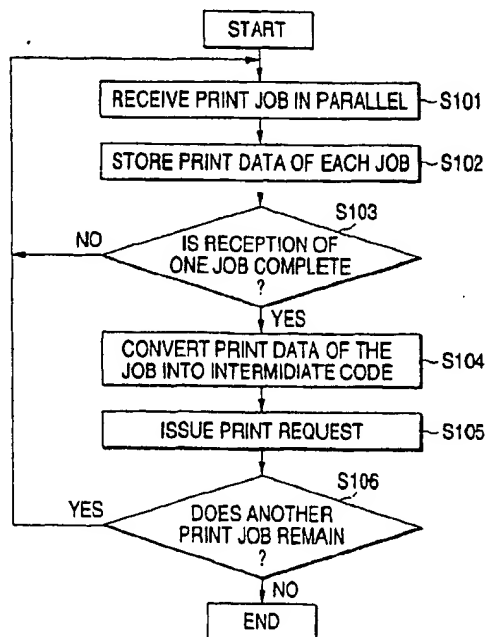 START
RECEIVE PRINT JOB IN PARALLEL
S101
STORE PRINT DATA OF EACH JOB
S102
S103
NO
IS RECEPTION OF
ONE JOB COMPLETE
?
YES
CONVERT PRINT DATA OF THE
JOB INTO INTERMIDIATE CODE
S104
ISSUE PRINT REQUEST
S105
S106
YES
DOES ANOTHER
PRINT JOB REMAIN
?
NO
END